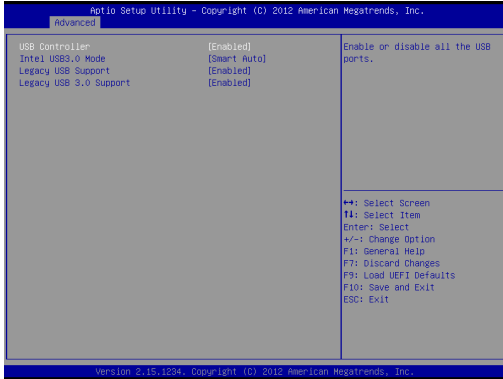 Aptio Setup Utility – Copyright (C) 2012 American Megatrends, Inc.
Advanced
USB Controller [Enabled]
Intel USB3.0 Mode [Smart Auto]
Legacy USB Support [Enabled]
Legacy USB 3.0 Support [Enabled]
Enable or disable all the USB
ports.
↔: Select Screen
↑↓: Select Item
Enter: Select
+/-: Change Option
F1: General Help
F7: Discard Changes
F9: Load UEFI Defaults
F10: Save and Exit
ESC: Exit
Version 2.15.1234. Copyright (C) 2012 American Megatrends, Inc.